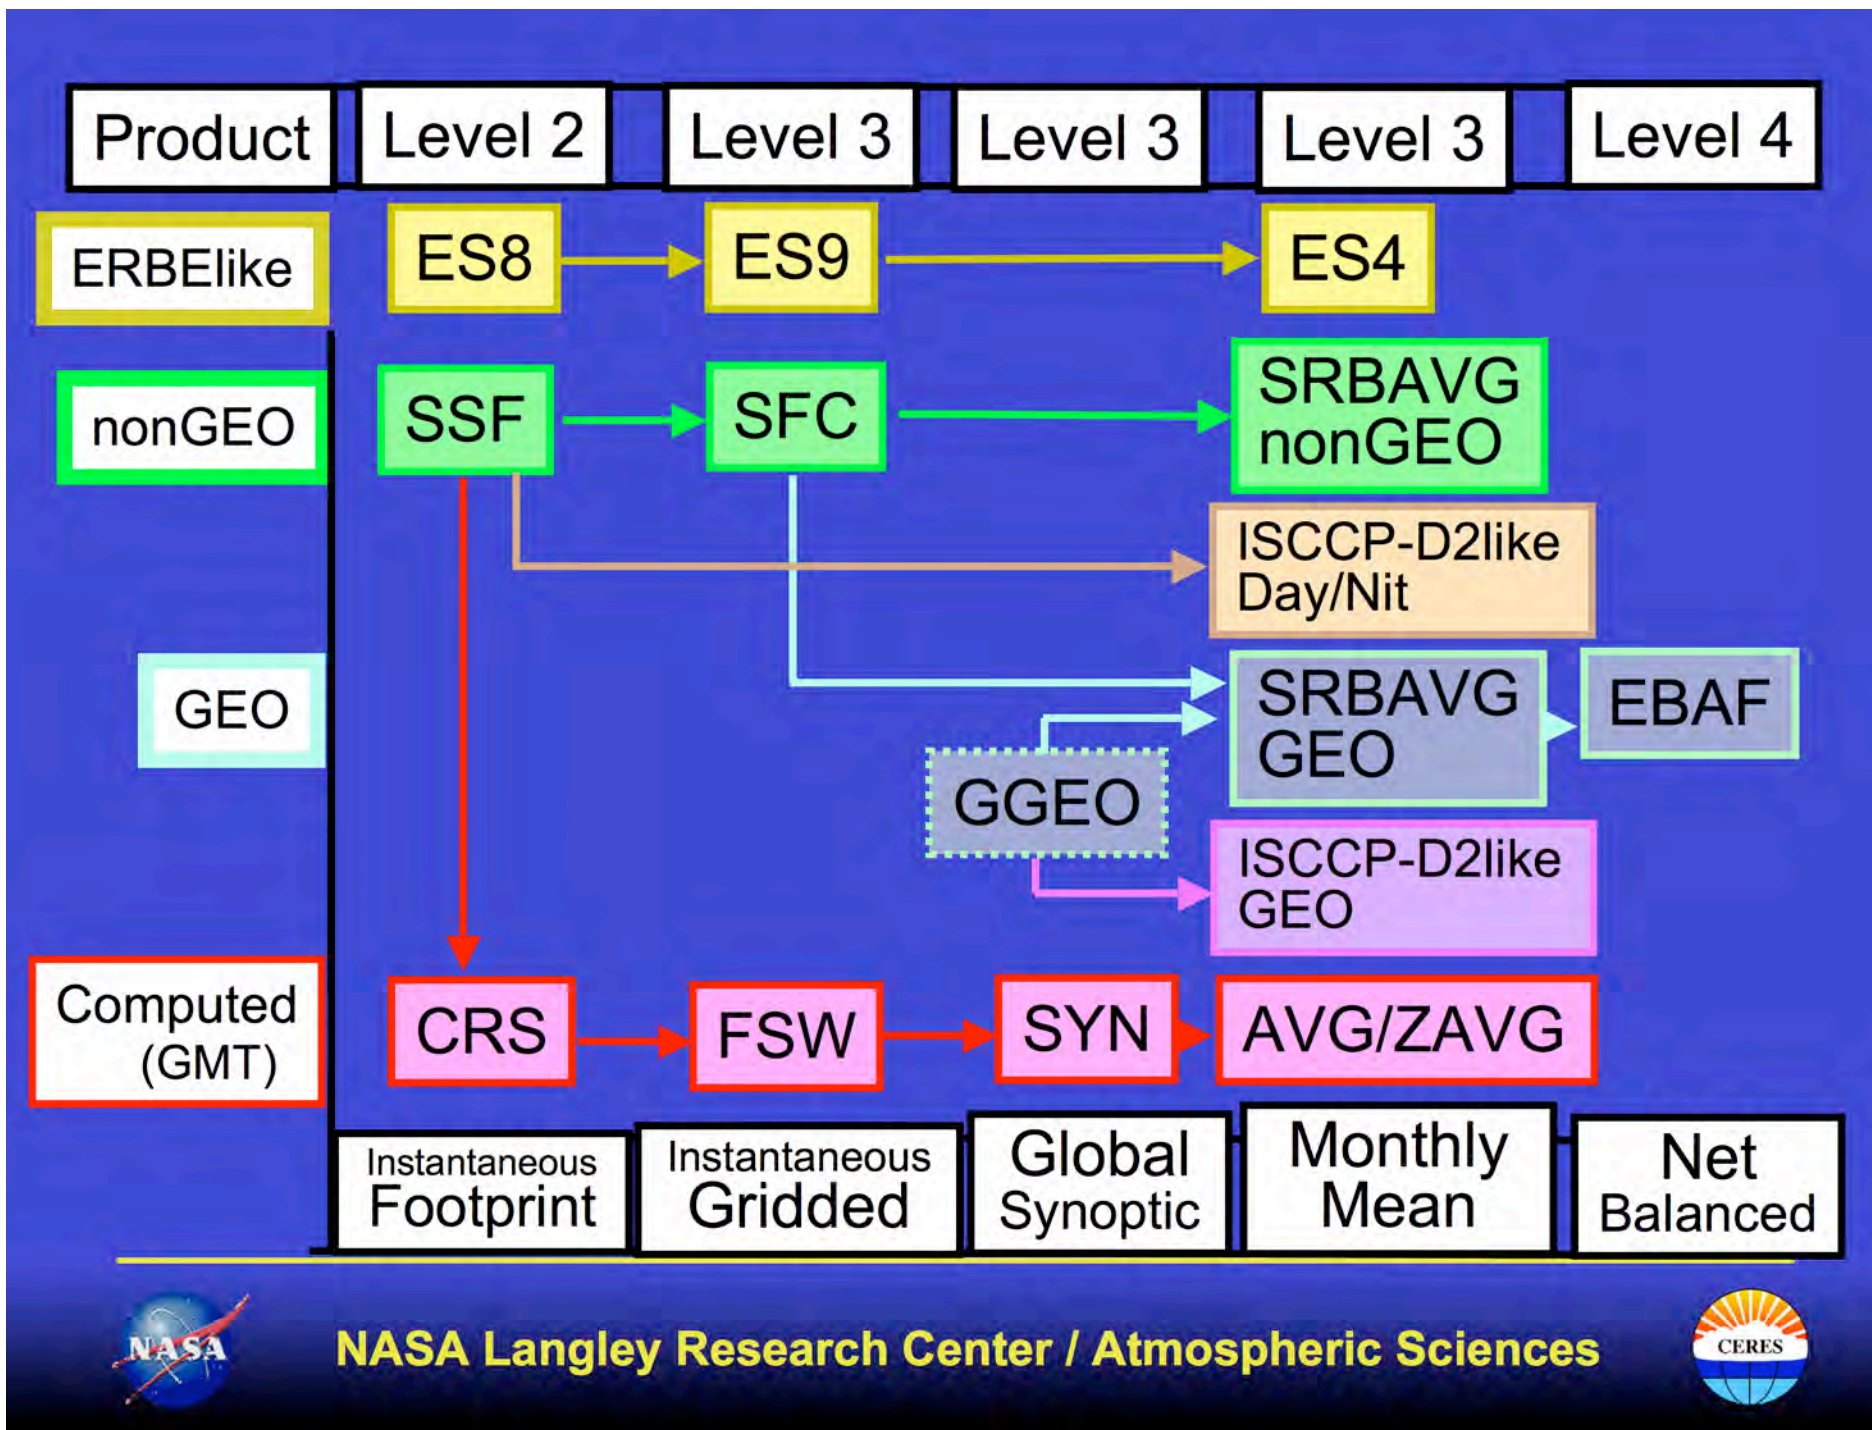 Product
Level 2
Level 3
Level 3
Level 3
Level 4
ERBElike
ES8
ES9
ES4
nonGEO
SSF
SFC
SRBAVG
nonGEO
ISCCP-D2like
Day/Nit
GEO
SRBAVG
GEO
EBAF
GGEO
ISCCP-D2like
GEO
Computed
(GMT)
CRS
FSW
SYN
AVG/ZAVG
Instantaneous
Footprint
Instantaneous
Gridded
Global
Synoptic
Monthly
Mean
Net
Balanced
NASA
NASA Langley Research Center / Atmospheric Sciences
CERES